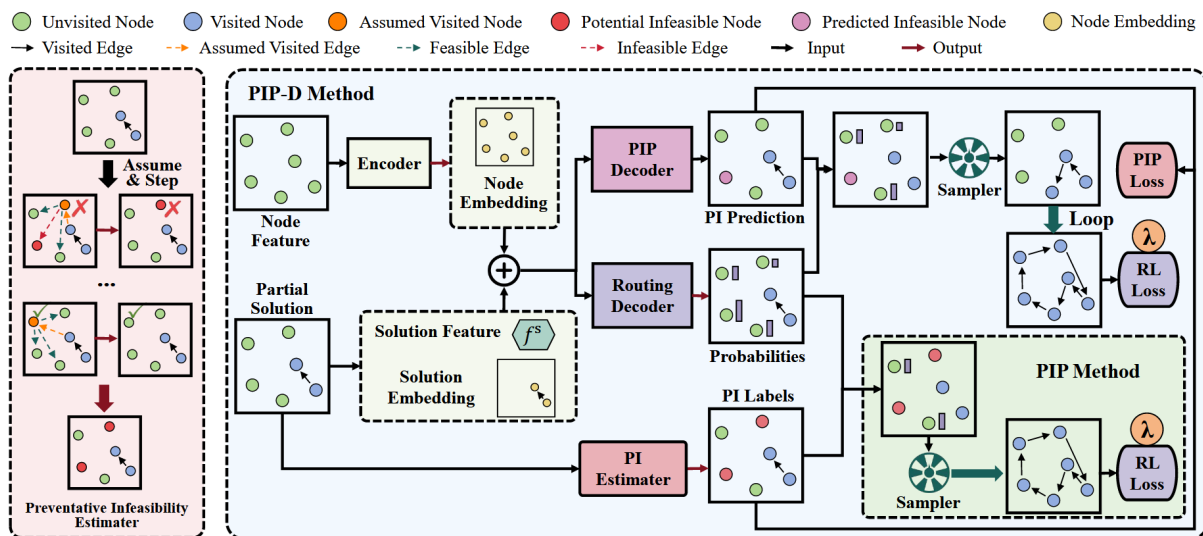 Unvisited Node
Visited Node
Assumed Visited Node
Potential Infeasible Node
Predicted Infeasible Node
Node Embedding
Visited Edge
Assumed Visited Edge
Feasible Edge
Infeasible Edge
Input
Output
Assume
& Step
...
Preventative Infeasibility
Estimater
PIP-D Method
Node
Feature
Encoder
Node
Embedding
Partial
Solution
Solution Feature
f^s
Solution
Embedding
PIP
Decoder
Routing
Decoder
PI
Estimater
PI Prediction
Probabilities
PI Labels
Sampler
Loop
PIP
Loss
λ
RL
Loss
PIP Method
Sampler
λ
RL
Loss